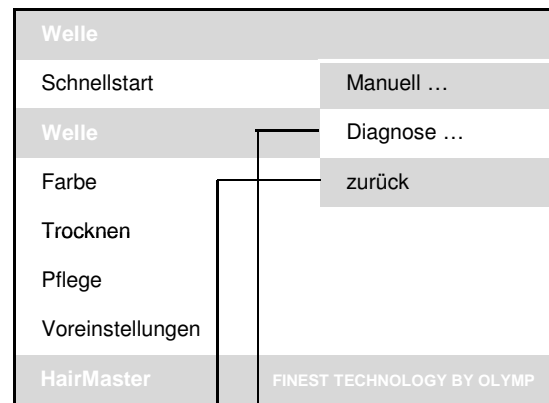 Welle
Schnellstart
Manuell …
Welle
Diagnose …
Farbe
zurück
Trocknen
Pflege
Voreinstellungen
HairMaster
FINEST TECHNOLOGY BY OLYMP